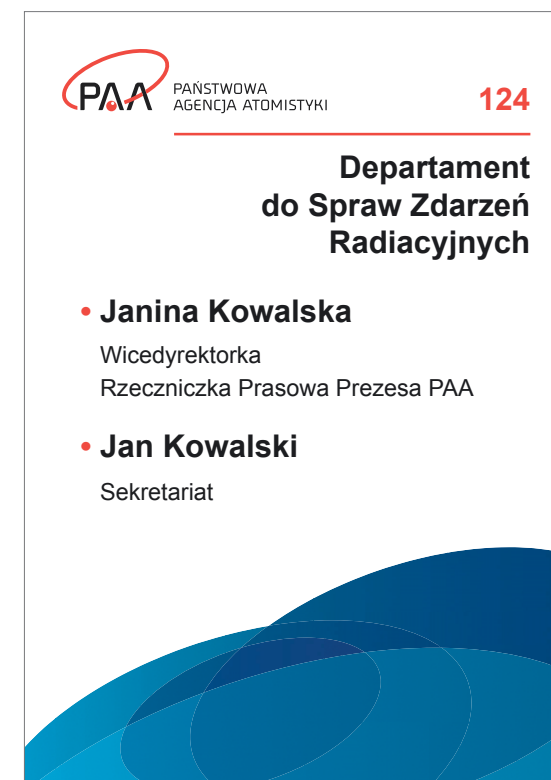 PAA
PAŃSTWOWA
AGENCJA ATOMISTYKI
124
Departament
do Spraw Zdarzeń
Radiacyjnych
• Janina Kowalska
Wicedyrektorka
Rzeczniczka Prasowa Prezesa PAA
• Jan Kowalski
Sekretariat